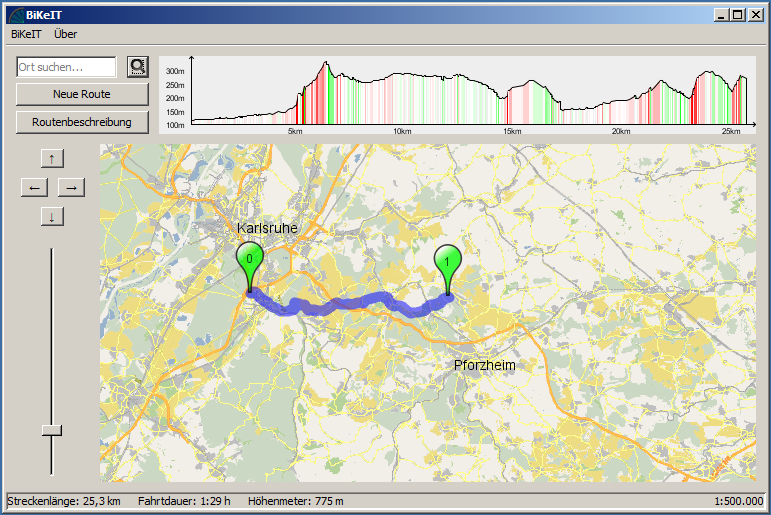 BiKeIT
BiKeIT Über
Ort suchen...
Neue Route
Routenbeschreibung
300m
250m
200m
150m
100m
5km 10km 15km 20km 25km
↑
← →
↓
Karlsruhe
0
1
Pforzheim
Streckenlänge: 25,3 km Fahrtdauer: 1:29 h Höhenmeter: 775 m 1:500.000